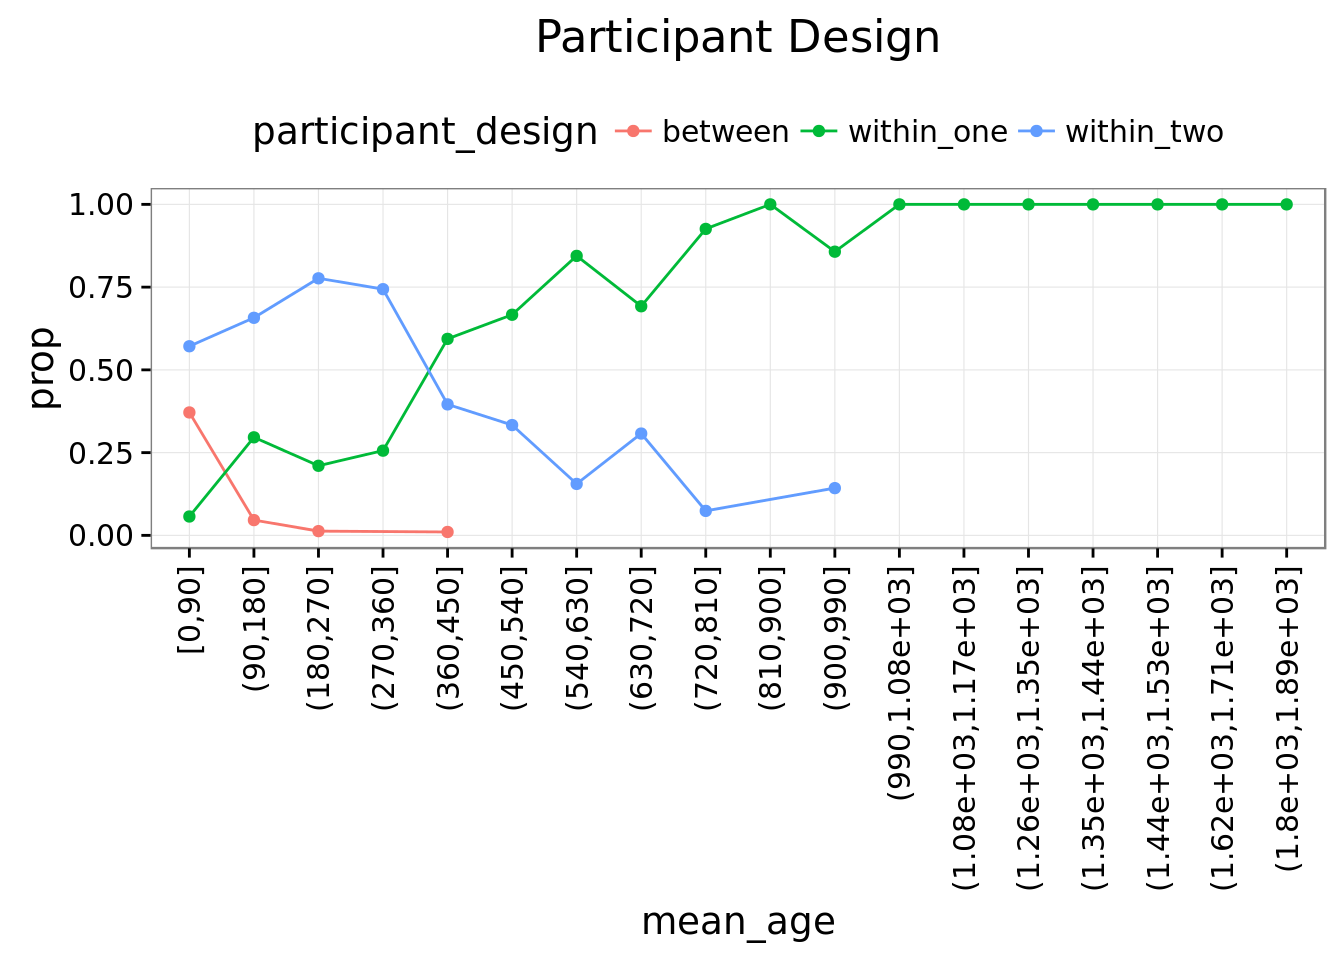 Participant Design
participant_design between within_one within_two
1.00
0.75
0.50
0.25
0.00
prop
[0,90]
(90,180]
(180,270]
(270,360]
(360,450]
(450,540]
(540,630]
(630,720]
(720,810]
(810,900]
(900,990]
(990,1.08e+03]
(1.08e+03,1.17e+03]
(1.26e+03,1.35e+03]
(1.35e+03,1.44e+03]
(1.44e+03,1.53e+03]
(1.62e+03,1.71e+03]
(1.8e+03,1.89e+03]
mean_age